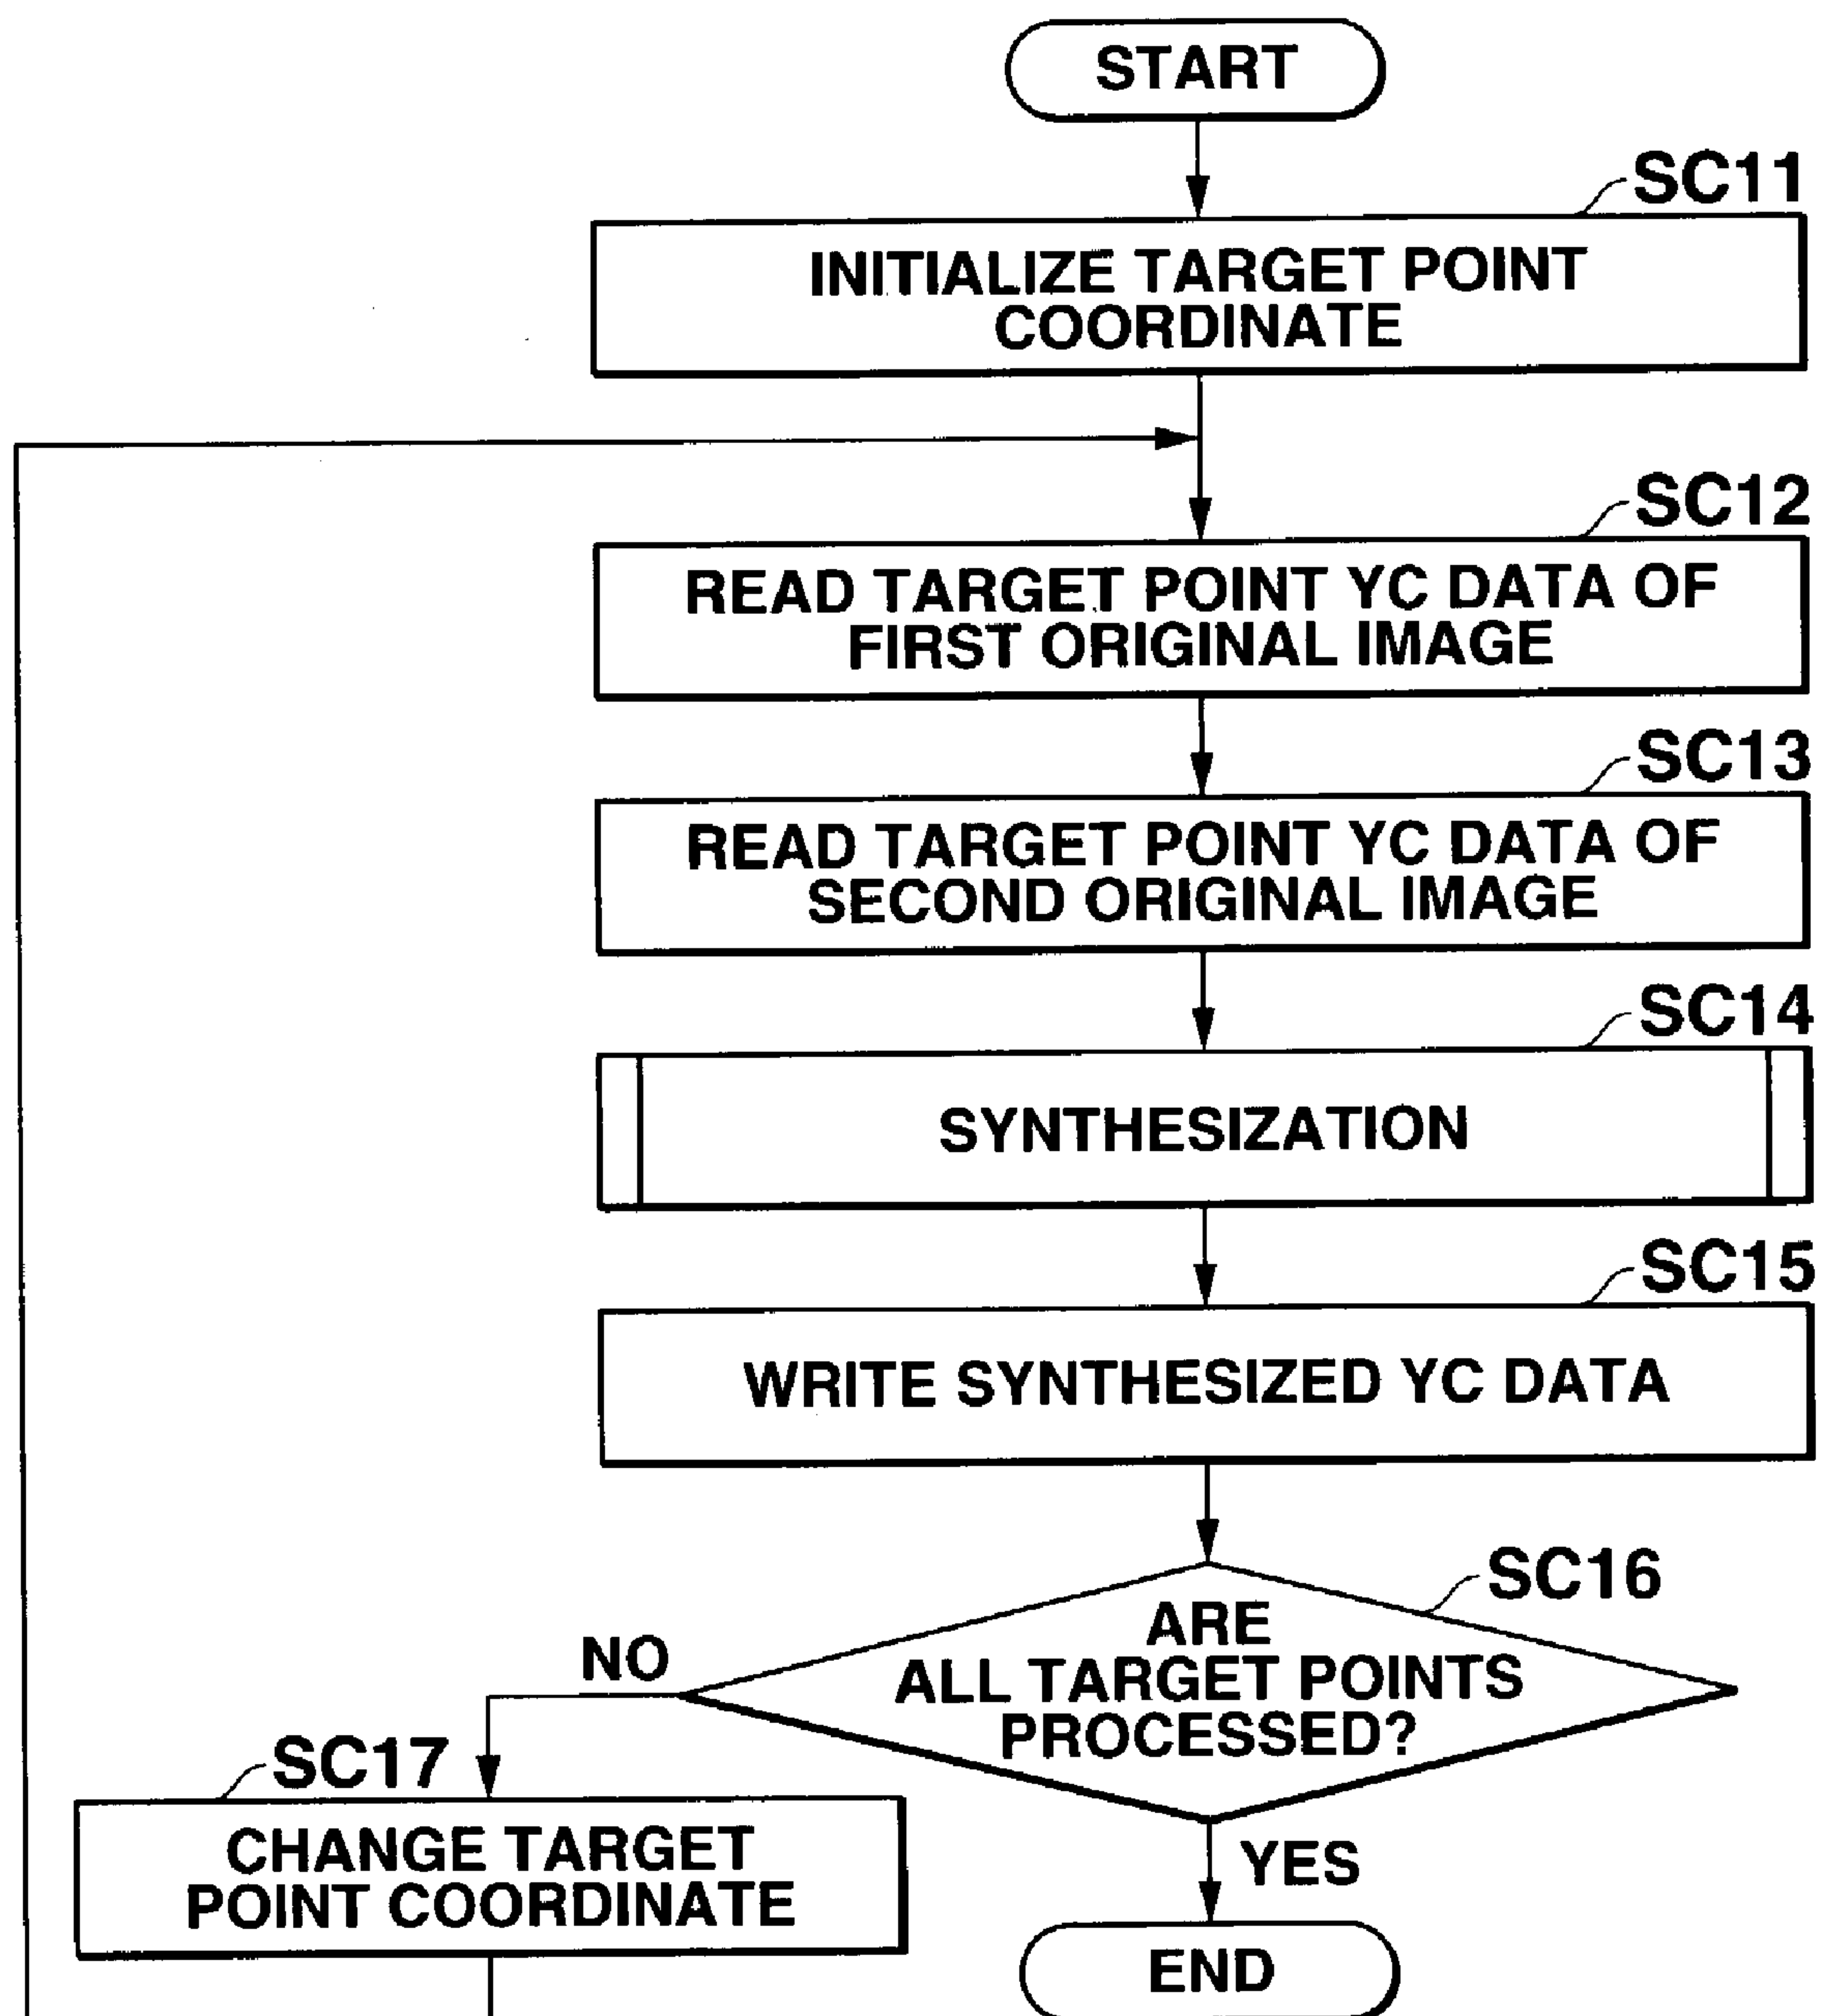 START
SC11
INITIALIZE TARGET POINT
COORDINATE
SC12
READ TARGET POINT YC DATA OF
FIRST ORIGINAL IMAGE
SC13
READ TARGET POINT YC DATA OF
SECOND ORIGINAL IMAGE
SC14
SYNTHESIZATION
SC15
WRITE SYNTHESIZED YC DATA
SC16
ARE
ALL TARGET POINTS
PROCESSED?
NO
SC17
CHANGE TARGET
POINT COORDINATE
YES
END